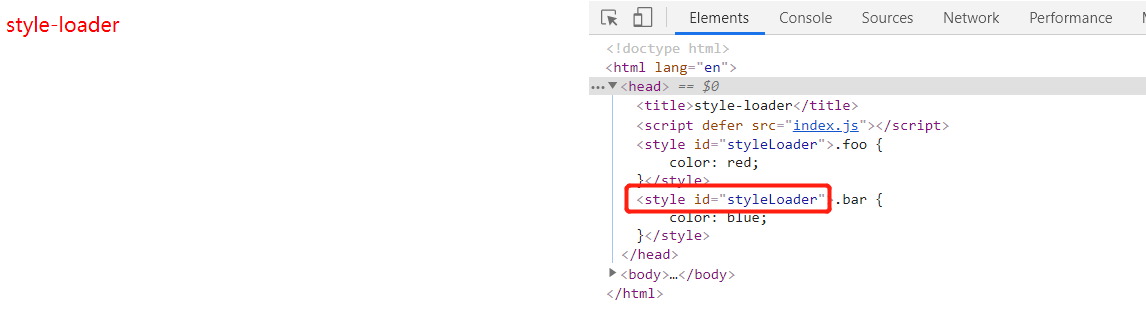 style-loader
Elements Console Sources Network Performance
<!doctype html>
<html lang="en">
…▼<head> == $0
<title>style-loader</title>
<script defer src="index.js"></script>
<style id="styleLoader">.foo {
color: red;
}</style>
<style id="styleLoader">.bar {
color: blue;
}</style>
</head>
▶<body>…</body>
</html>